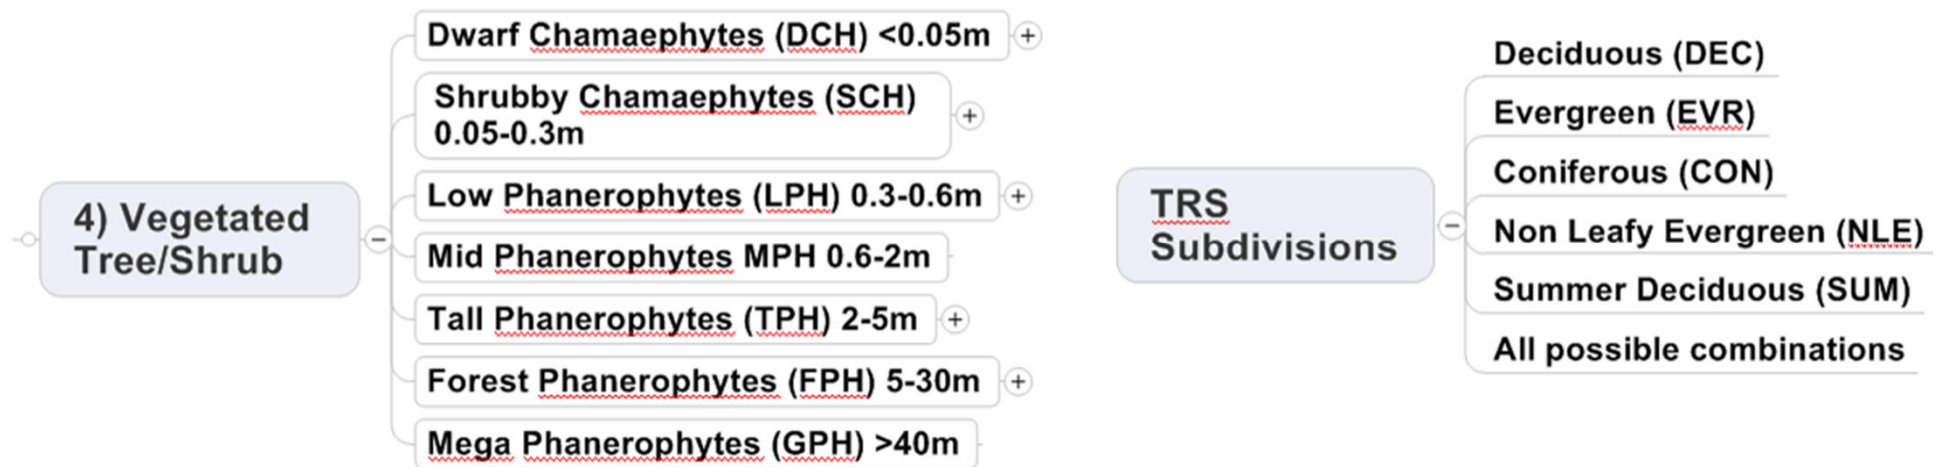 4) Vegetated
Tree/Shrub
Dwarf Chamaephytes (DCH) <0.05m
Shrubby Chamaephytes (SCH)
0.05-0.3m
Low Phanerophytes (LPH) 0.3-0.6m
Mid Phanerophytes MPH 0.6-2m
Tall Phanerophytes (TPH) 2-5m
Forest Phanerophytes (FPH) 5-30m
Mega Phanerophytes (GPH) >40m
TRS
Subdivisions
Deciduous (DEC)
Evergreen (EVR)
Coniferous (CON)
Non Leafy Evergreen (NLE)
Summer Deciduous (SUM)
All possible combinations